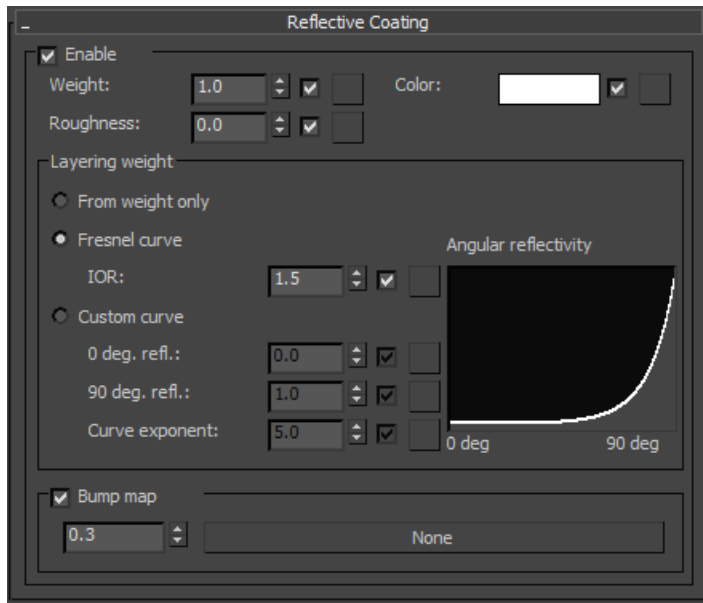 Reflective Coating
Enable
Weight: 1.0 Color:
Roughness: 0.0
Layering weight
From weight only
Fresnel curve Angular reflectivity
IOR: 1.5
Custom curve
0 deg. refl.: 0.0
90 deg. refl.: 1.0
Curve exponent: 5.0 0 deg 90 deg
Bump map
0.3 None